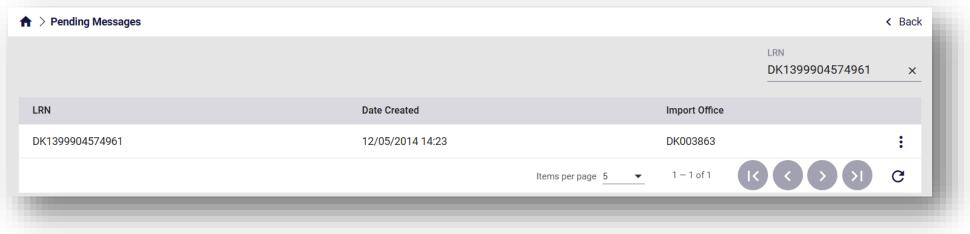 > Pending Messages < Back
LRN
DK1399904574961 ×
LRN Date Created Import Office
DK1399904574961 12/05/2014 14:23 DK003863
Items per page 5 1 – 1 of 1